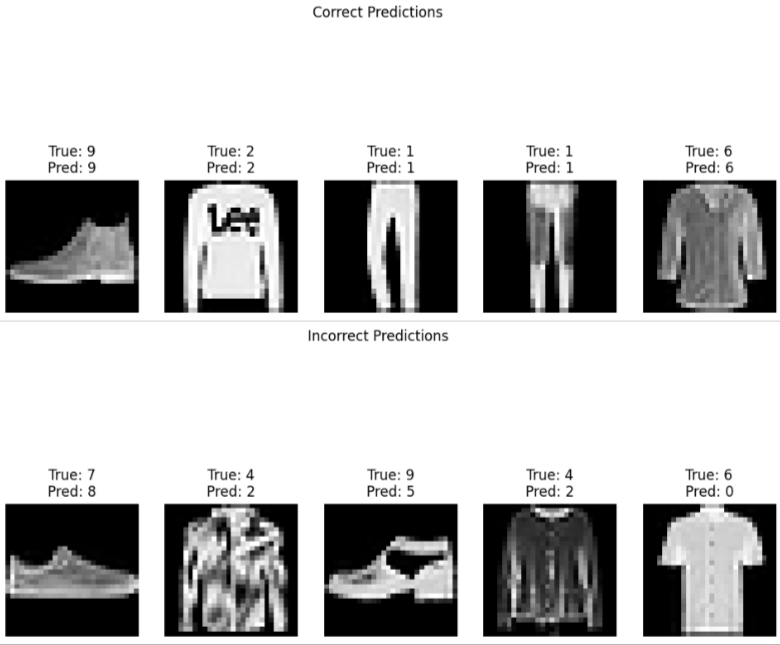 Correct Predictions
True: 9 True: 2 True: 1 True: 1 True: 6
Pred: 9 Pred: 2 Pred: 1 Pred: 1 Pred: 6
Lee
Incorrect Predictions
True: 7 True: 4 True: 9 True: 4 True: 6
Pred: 8 Pred: 2 Pred: 5 Pred: 2 Pred: 0